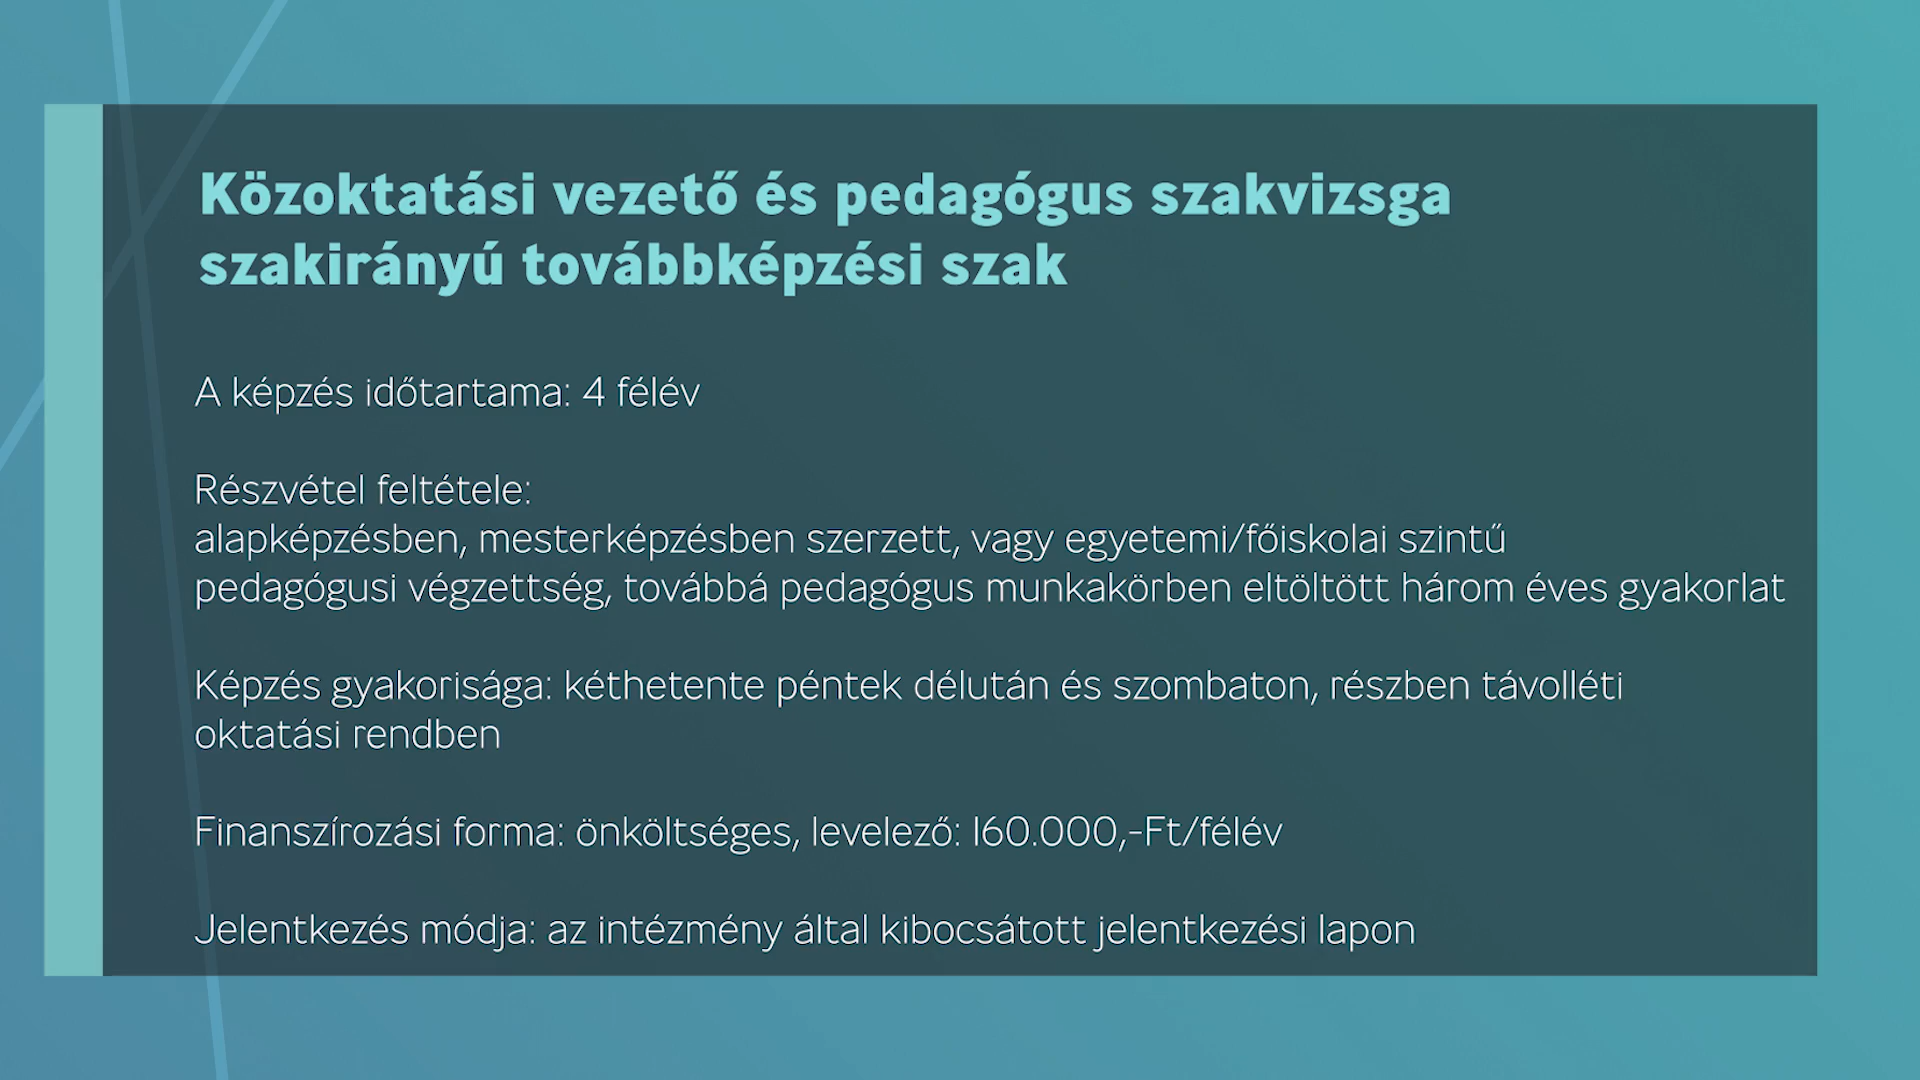 Közoktatási vezető és pedagógus szakvizsga
szakirányú továbbképzési szak
A képzés időtartama: 4 félév
Részvétel feltétele:
alapképzésben, mesterképzésben szerzett, vagy egyetemi/főiskolai szintű
pedagógusi végzettség, továbbá pedagógus munkakörben eltöltött három éves gyakorlat
Képzés gyakorisága: kéthetente péntek délután és szombaton, részben távolléti
oktatási rendben
Finanszírozási forma: önköltséges, levelező: 160.000,-Ft/félév
Jelentkezés módja: az intézmény által kibocsátott jelentkezési lapon